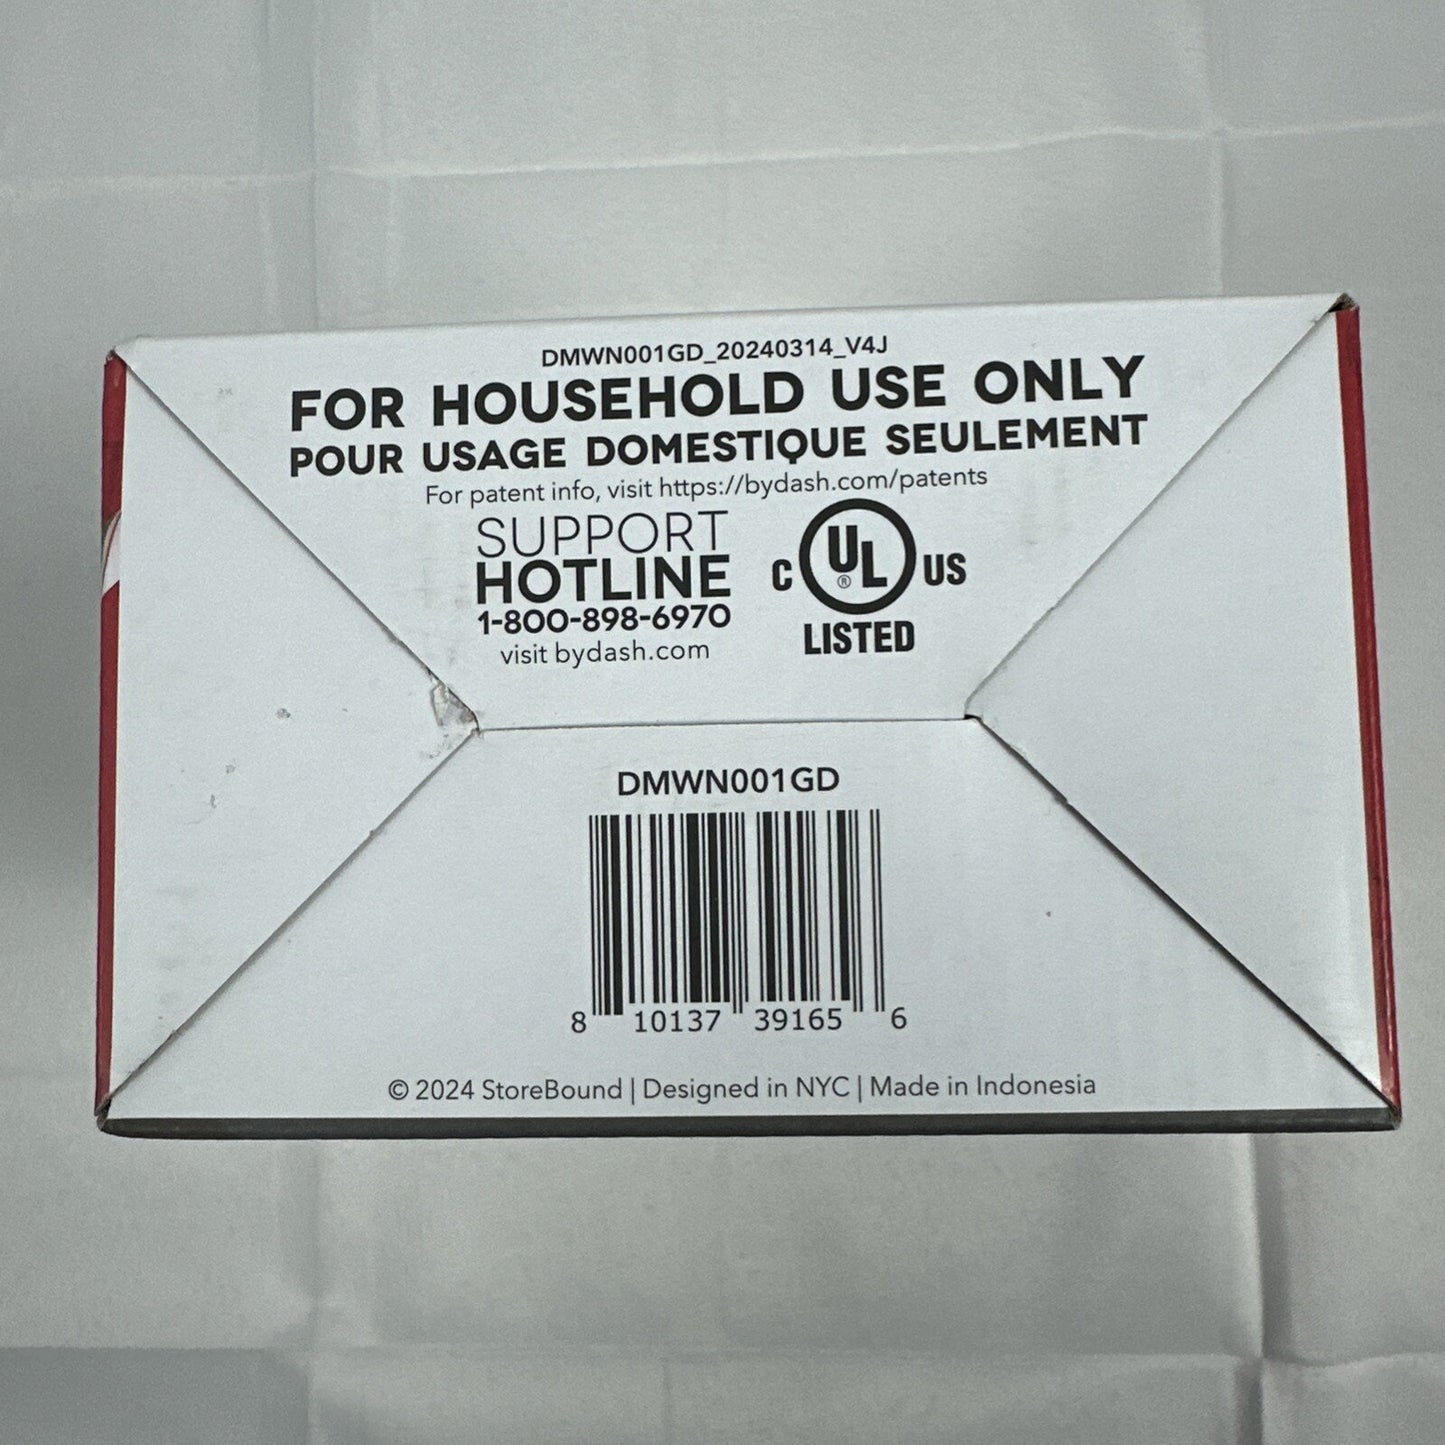 DMWN001GD_20240314_V4J
FOR HOUSEHOLD USE ONLY
POUR USAGE DOMESTIQUE SEULEMENT
For patent info, visit https://bydash.com/patents
SUPPORT
HOTLINE
1-800-898-6970
visit bydash.com
C UL® US
LISTED
DMWN001GD
8 10137 39165 6
© 2024 StoreBound | Designed in NYC | Made in Indonesia